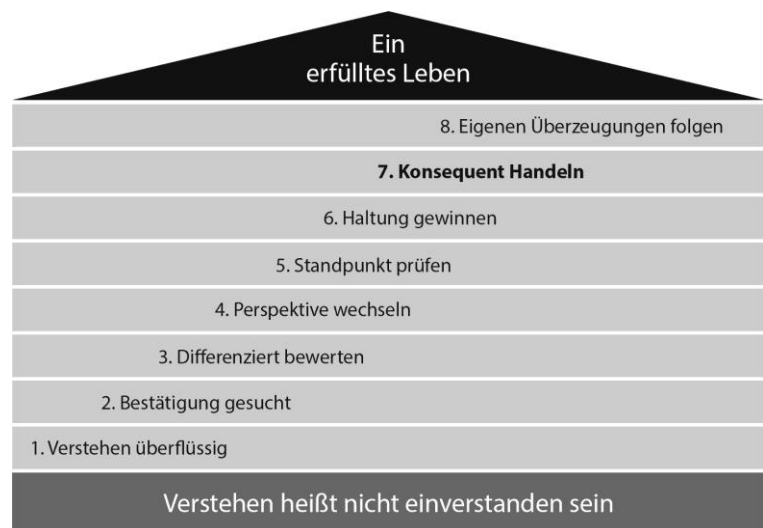 Ein
erfülltes Leben
8. Eigenen Überzeugungen folgen
7. Konsequent Handeln
6. Haltung gewinnen
5. Standpunkt prüfen
4. Perspektive wechseln
3. Differenziert bewerten
2. Bestätigung gesucht
1. Verstehen überflüssig
Verstehen heißt nicht einverstanden sein